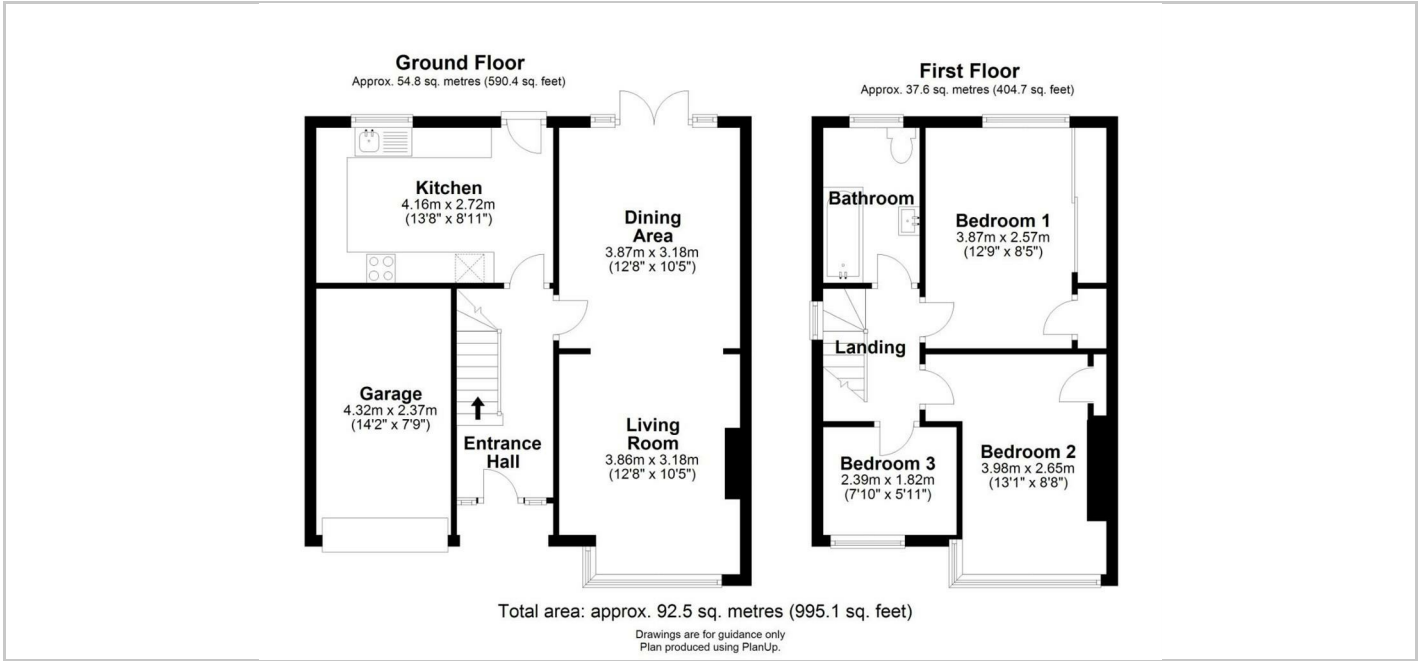 Ground Floor
Approx. 54.8 sq. metres (590.4 sq. feet)
Kitchen
4.16m x 2.72m
(13'8" x 8'11")
Dining
Area
3.87m x 3.18m
(12'8" x 10'5")
Garage
4.32m x 2.37m
(14'2" x 7'9")
Entrance
Hall
Living
Room
3.86m x 3.18m
(12'8" x 10'5")
First Floor
Approx. 37.6 sq. metres (404.7 sq. feet)
Bathroom
Bedroom 1
3.87m x 2.57m
(12'9" x 8'5")
Landing
Bedroom 3
2.39m x 1.82m
(7'10" x 5'11")
Bedroom 2
3.98m x 2.65m
(13'1" x 8'8")
Total area: approx. 92.5 sq. metres (995.1 sq. feet)
Drawings are for guidance only
Plan produced using PlanUp.